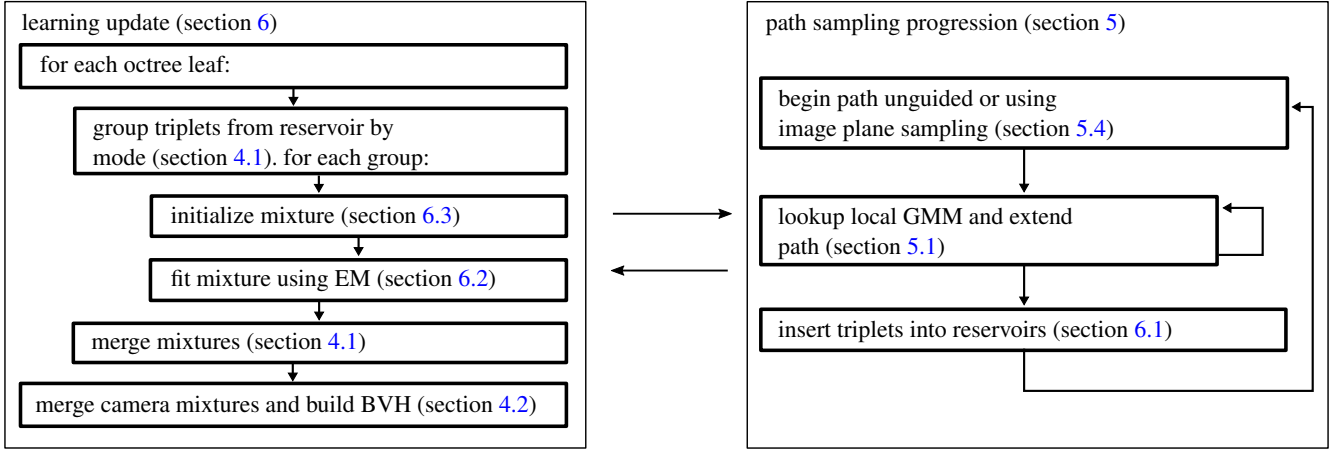 learning update (section 6)
for each octree leaf:
group triplets from reservoir by
mode (section 4.1). for each group:
initialize mixture (section 6.3)
fit mixture using EM (section 6.2)
merge mixtures (section 4.1)
merge camera mixtures and build BVH (section 4.2)
path sampling progression (section 5)
begin path unguided or using
image plane sampling (section 5.4)
lookup local GMM and extend
path (section 5.1)
insert triplets into reservoirs (section 6.1)